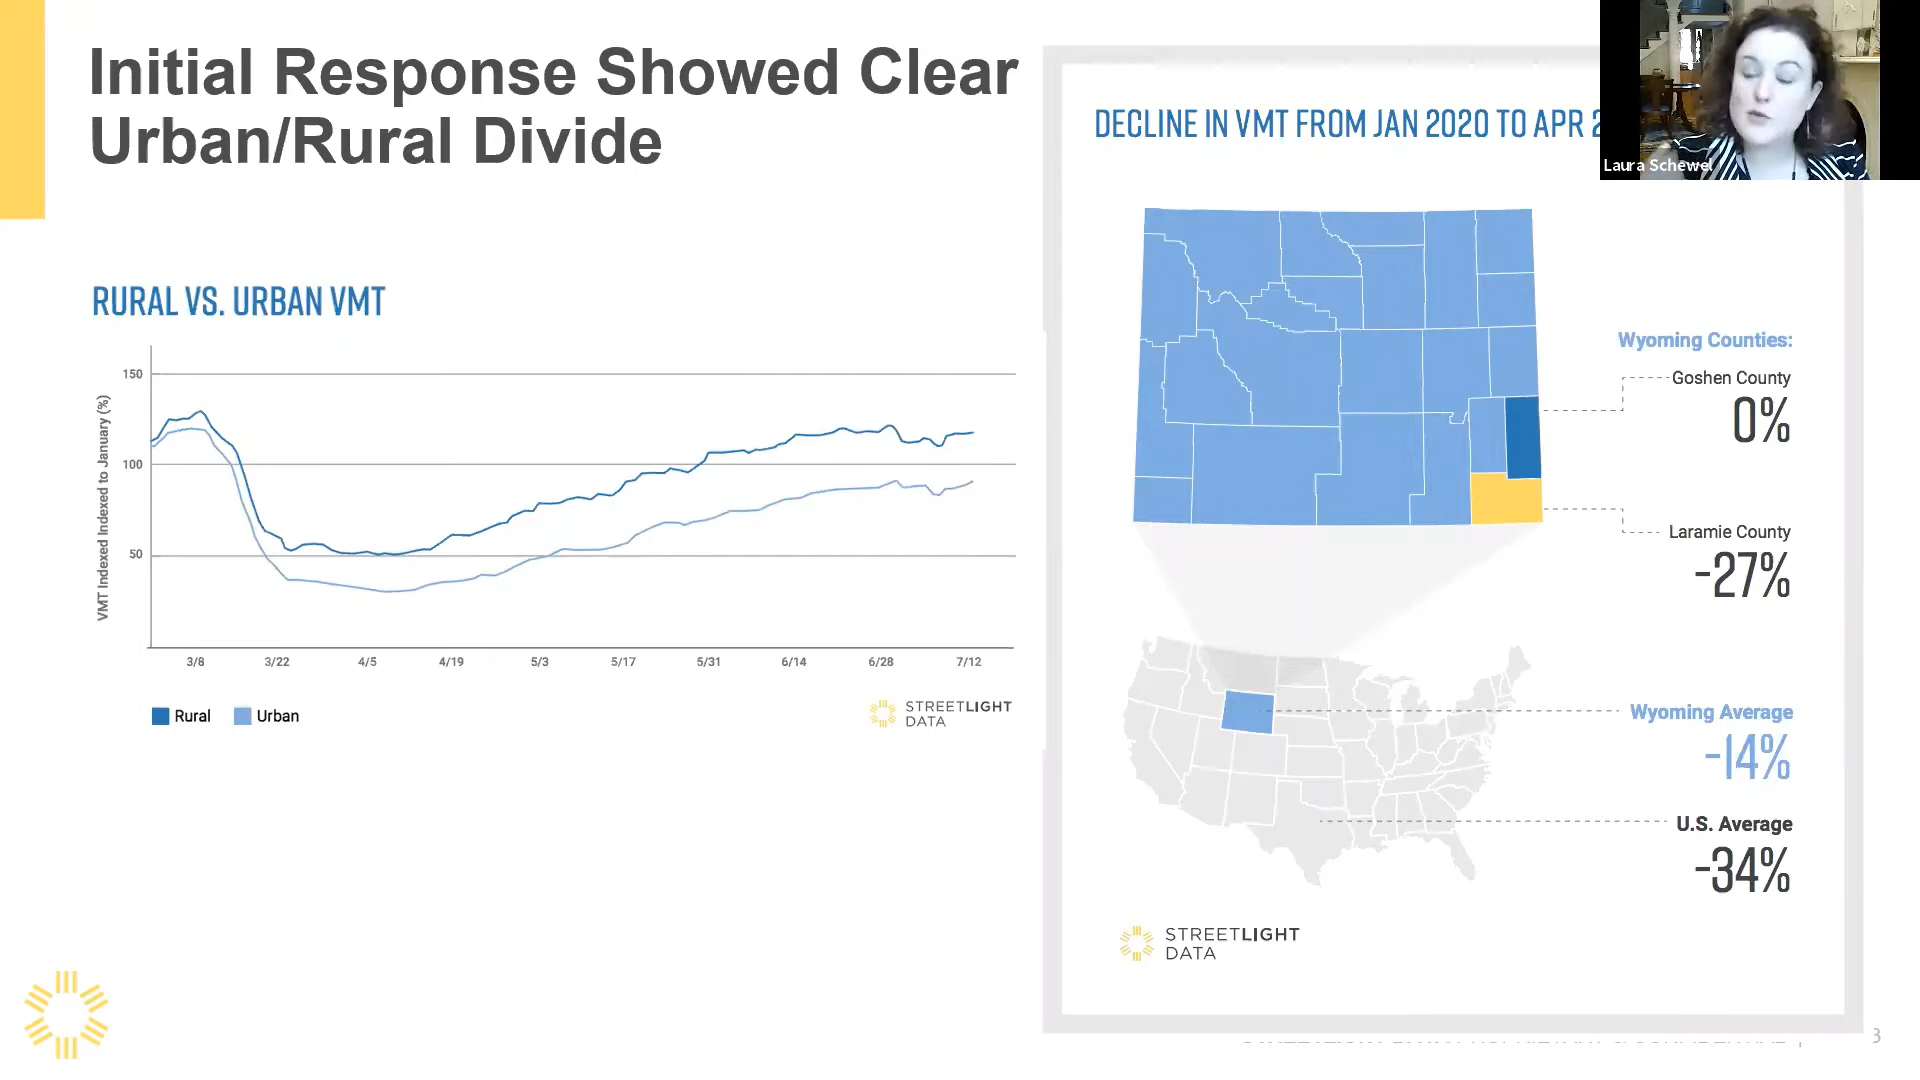 Initial Response Showed Clear
Urban/Rural Divide
RURAL VS. URBAN VMT
VMT Indexed Indexed to January (%)
150
100
50
3/8 3/22 4/5 4/19 5/3 5/17 5/31 6/14 6/28 7/12
Rural Urban
STREETLIGHT
DATA
DECLINE IN VMT FROM JAN 2020 TO APR 2
Laura Schewel
Wyoming Counties:
Goshen County
0%
Laramie County
-27%
Wyoming Average
-14%
U.S. Average
-34%
STREETLIGHT
DATA
3